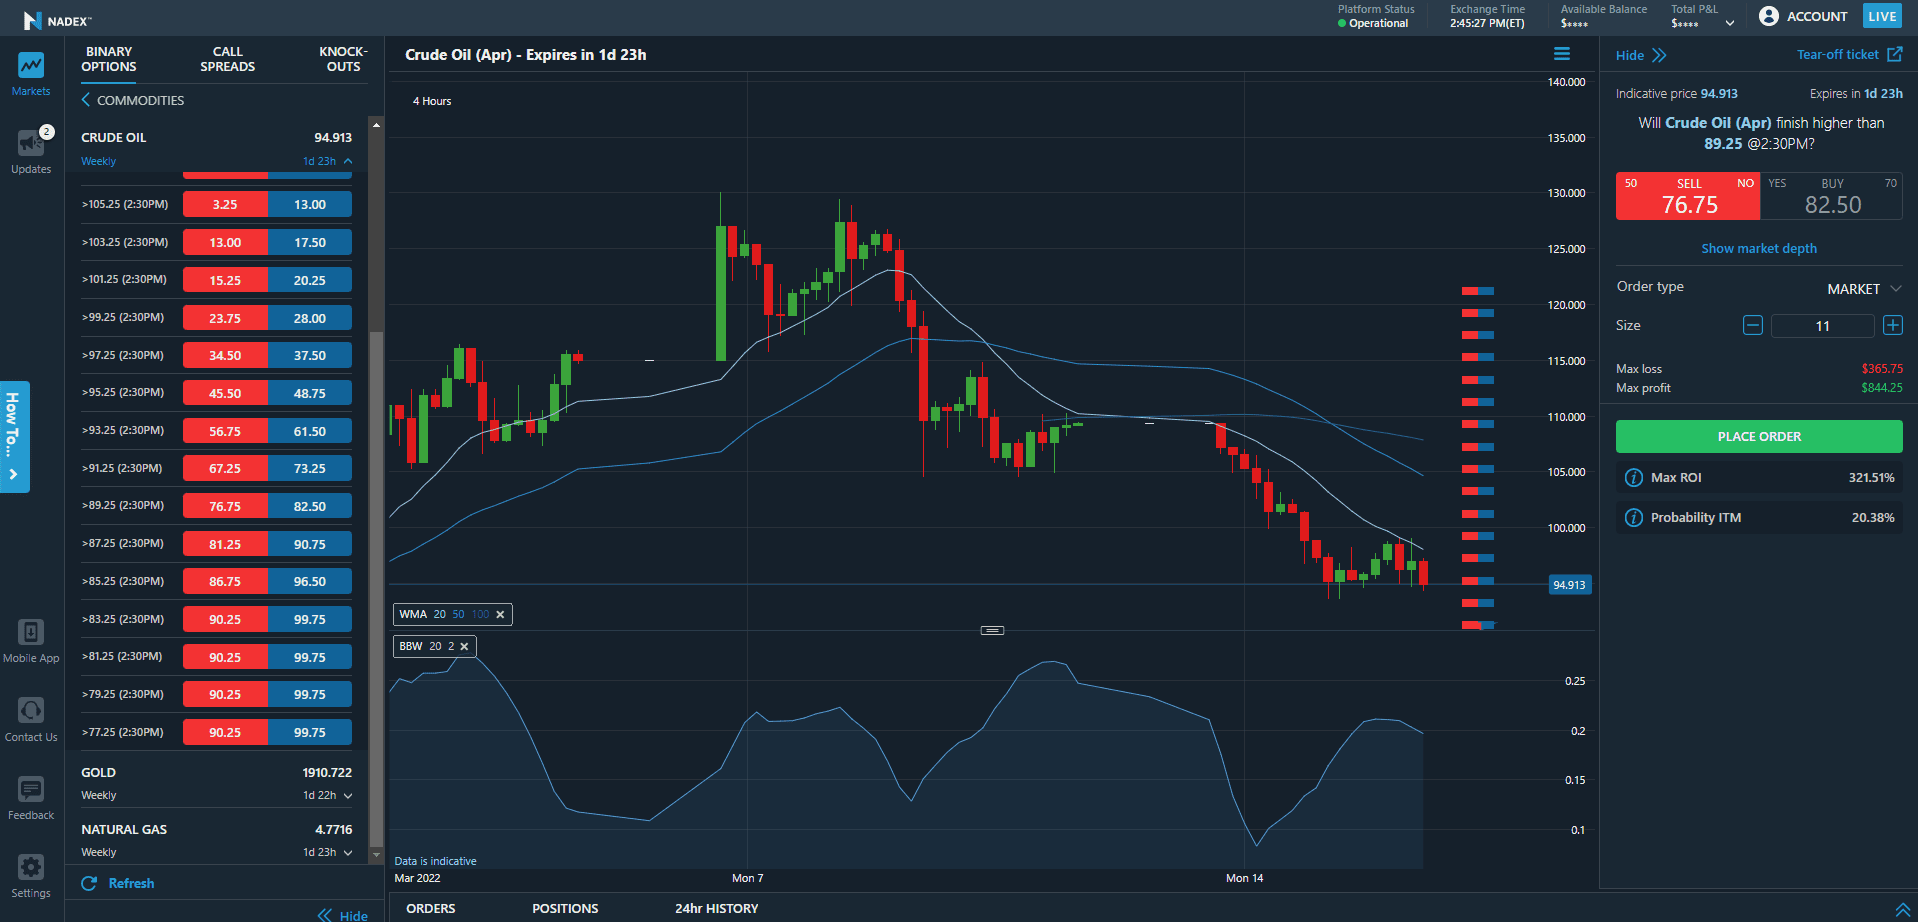 NADEX™
Platform Status
Operational
Exchange Time
2:45:27 PM(ET)
Available Balance
$****
Total P&L
$****
ACCOUNT
LIVE
Markets
2
Updates
How To...
Mobile App
Contact Us
Feedback
Settings
BINARY OPTIONS
CALL SPREADS
KNOCK-OUTS
COMMODITIES
CRUDE OIL 94.913
Weekly 1d 23h
>105.25 (2:30PM) 3.25 13.00
>103.25 (2:30PM) 13.00 17.50
>101.25 (2:30PM) 15.25 20.25
>99.25 (2:30PM) 23.75 28.00
>97.25 (2:30PM) 34.50 37.50
>95.25 (2:30PM) 45.50 48.75
>93.25 (2:30PM) 56.75 61.50
>91.25 (2:30PM) 67.25 73.25
>89.25 (2:30PM) 76.75 82.50
>87.25 (2:30PM) 81.25 90.75
>85.25 (2:30PM) 86.75 96.50
>83.25 (2:30PM) 90.25 99.75
>81.25 (2:30PM) 90.25 99.75
>79.25 (2:30PM) 90.25 99.75
>77.25 (2:30PM) 90.25 99.75
GOLD 1910.722
Weekly 1d 22h
NATURAL GAS 4.7716
Weekly 1d 23h
Refresh
Hide
Crude Oil (Apr) - Expires in 1d 23h
4 Hours
140.000
135.000
130.000
125.000
120.000
115.000
110.000
105.000
100.000
94.913
WMA 20 50 100
BBW 20 2
0.25
0.2
0.15
0.1
Data is indicative
Mar 2022 Mon 7 Mon 14
ORDERS POSITIONS 24hr HISTORY
Hide
Tear-off ticket
Indicative price 94.913 Expires in 1d 23h
Will Crude Oil (Apr) finish higher than
89.25 @2:30PM?
50 SELL NO YES BUY 70
76.75 82.50
Show market depth
Order type MARKET
Size 11
Max loss $365.75
Max profit $844.25
PLACE ORDER
Max ROI 321.51%
Probability ITM 20.38%